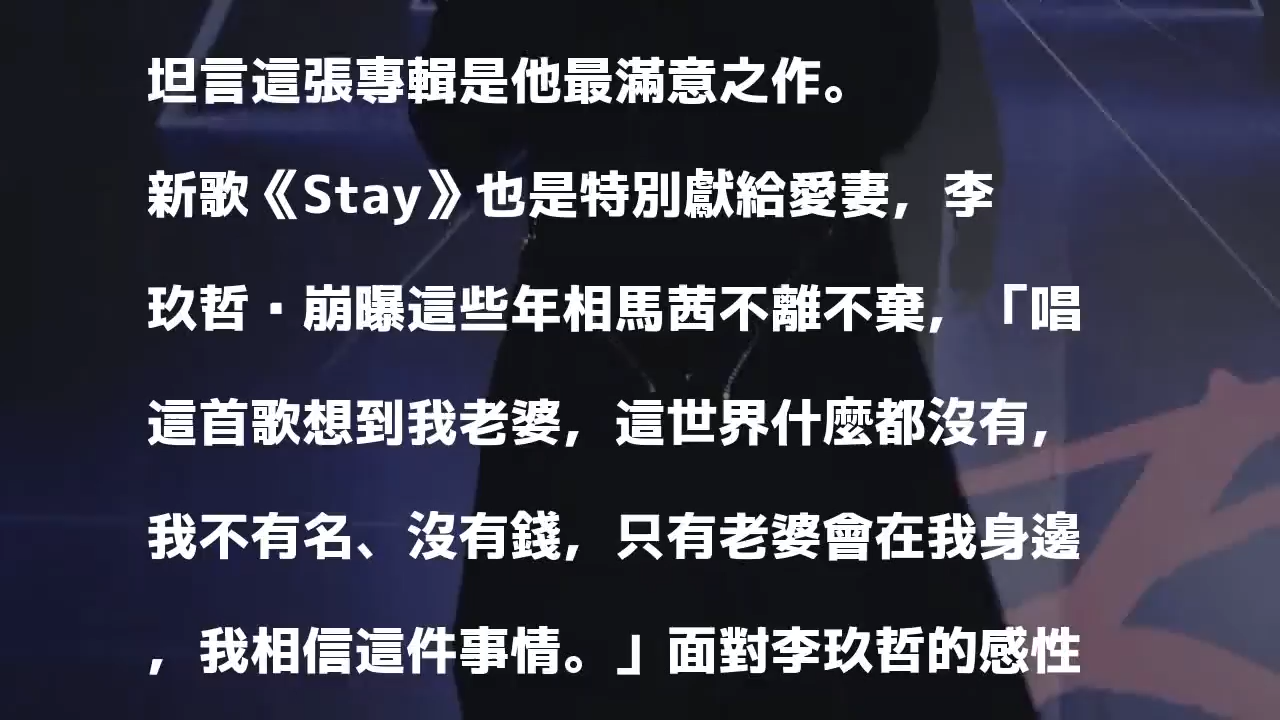 坦言這張專輯是他最滿意之作。
新歌《Stay》也是特別獻給愛妻，李
玖哲·崩曝這些年相馬茜不離不棄，「唱
這首歌想到我老婆，這世界什麼都沒有，
我不有名、沒有錢，只有老婆會在我身邊
，我相信這件事情。」面對李玖哲的感性